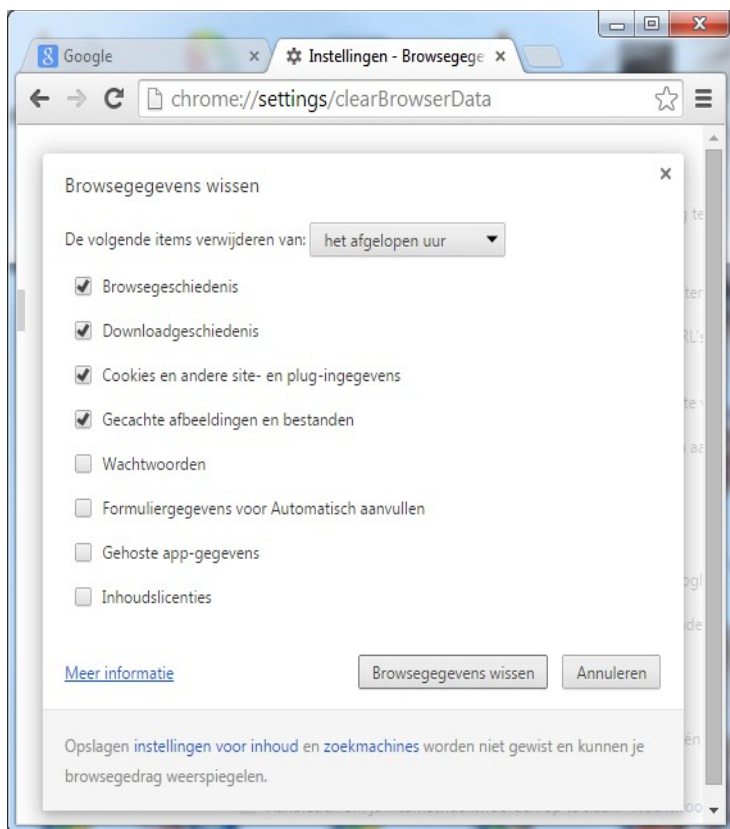 Google
Instellingen - Browsegege
chrome://settings/clearBrowserData
Browsegegevens wissen
De volgende items verwijderen van: het afgelopen uur
Browsegeschiedenis
Downloadgeschiedenis
Cookies en andere site- en plug-ingegevens
Gecachte afbeeldingen en bestanden
Wachtwoorden
Formuliergegevens voor Automatisch aanvullen
Gehoste app-gegevens
Inhoudslicenties
Meer informatie Browsegegevens wissen Annuleren
Opslagen instellingen voor inhoud en zoekmachines worden niet gewist en kunnen je
browsegedrag weerspiegelen.